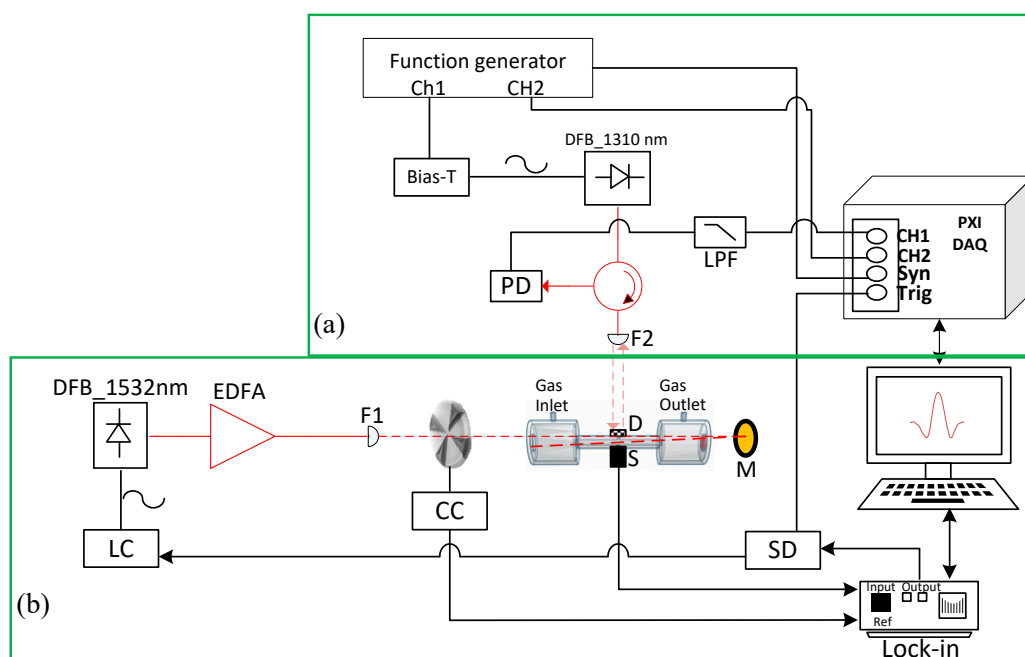 Function generator
Ch1 CH2
DFB_1310 nm
Bias-T
PXI
DAQ
CH1
CH2
Syn
Trig
LPF
PD
(a)
F2
DFB_1532nm
EDFA
F1
Gas
Inlet
Gas
Outlet
D
S
M
CC
LC
SD
(b)
Input Output
Ref
Lock-in